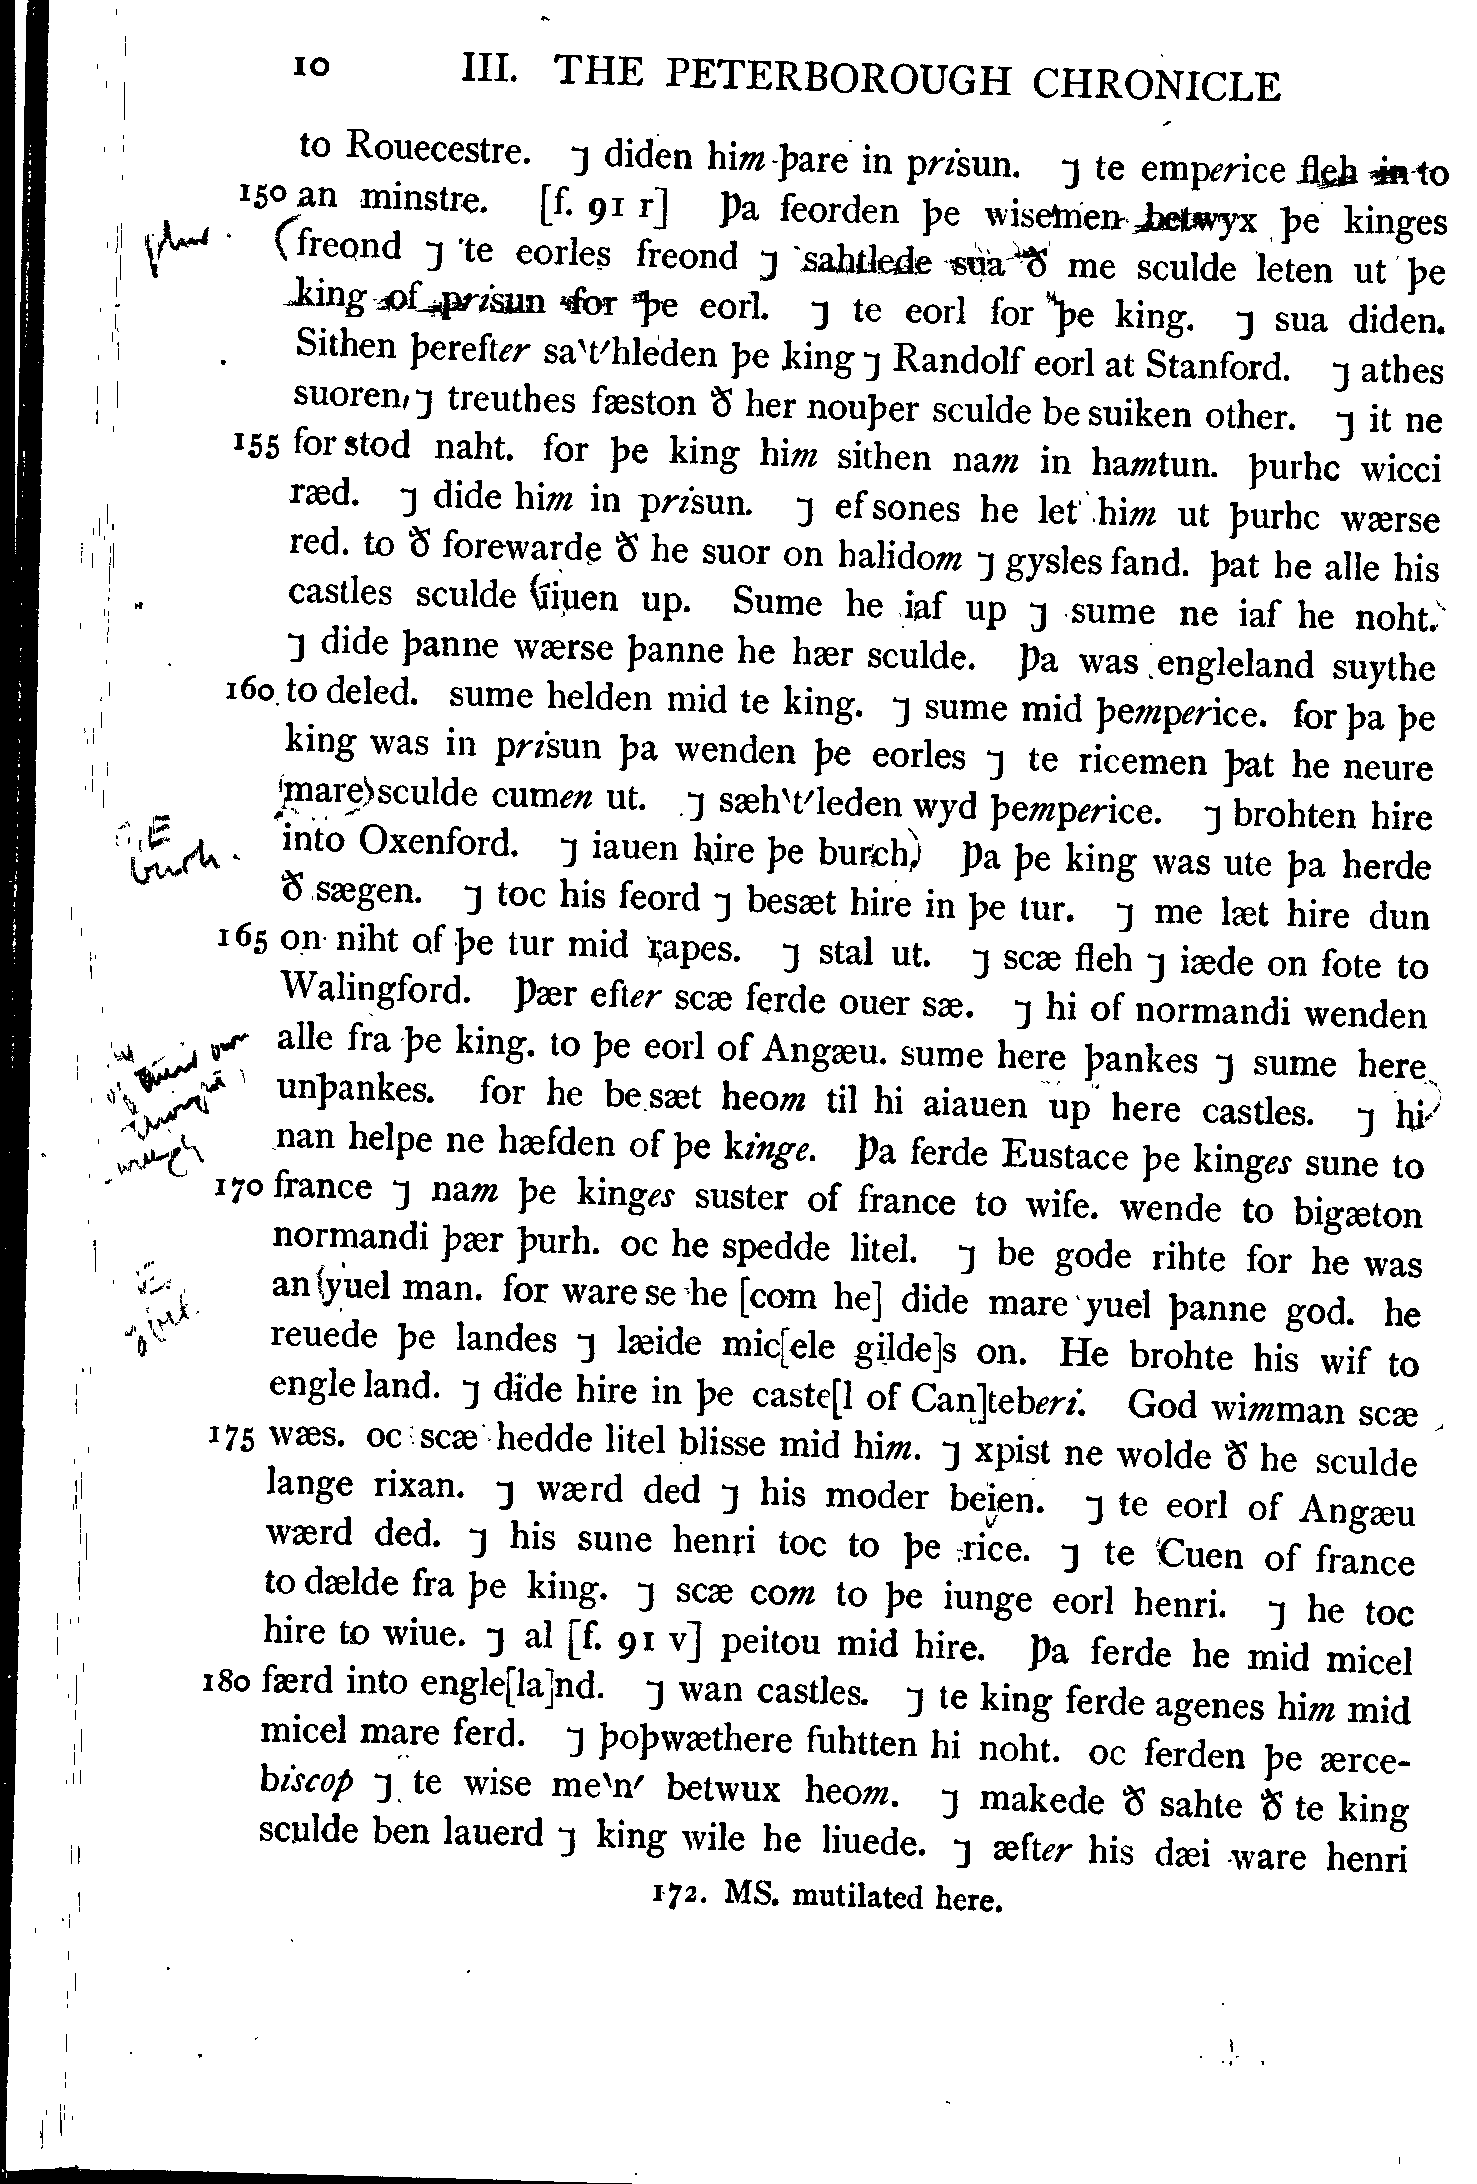 10 III. THE PETERBOROUGH CHRONICLE
to Rouecestre. ⁊ diden him þare in prisun. ⁊ te emperice fleh in to
150 an minstre. [f. 91 r] Þa feorden þe wisemen betwyx þe kinges
(freond ⁊ te eorles freond ⁊ sahtlede sua ꝥ me sculde leten ut þe
king of prisun for þe eorl. ⁊ te eorl for þe king. ⁊ sua diden.
Sithen þerefter sa`t´hleden þe king ⁊ Randolf eorl at Stanford. ⁊ athes
suoren, ⁊ treuthes fæston ꝥ her nouþer sculde be suiken other. ⁊ it ne
155 for stod naht. for þe king him sithen nam in hamtun. þurhc wicci
ræd. ⁊ dide him in prisun. ⁊ ef sones he let him ut þurhc wærse
red. to ꝥ forewarde ꝥ he suor on halidom ⁊ gysles fand. þat he alle his
castles sculde iiuen up. Sume he iaf up ⁊ sume ne iaf he noht.
⁊ dide þanne wærse þanne he hær sculde. Þa was engleland suythe
160 to deled. sume helden mid te king. ⁊ sume mid þemperice. for þa þe
king was in prisun þa wenden þe eorles ⁊ te ricemen þat he neure
mare) sculde cumen ut. ⁊ sæh`t´leden wyd þemperice. ⁊ brohten hire
into Oxenford. ⁊ iauen hire þe burch) Þa þe king was ute þa herde
burh.
ꝥ sægen. ⁊ toc his feord ⁊ besæt hire in þe tur. ⁊ me læt hire dun
165 on niht of þe tur mid rapes. ⁊ stal ut. ⁊ scæ fleh ⁊ iæde on fote to
Walingford. Þær efter scæ ferde ouer sæ. ⁊ hi of normandi wenden
alle fra þe king. to þe eorl of Angæu. sume here þankes ⁊ sume here
unþankes. for he be sæt heom til hi aiauen up here castles. ⁊ hi
nan helpe ne hæfden of þe kinge. Þa ferde Eustace þe kinges sune to
170 france ⁊ nam þe kinges suster of france to wife. wende to bigæton
normandi þær þurh. oc he spedde litel. ⁊ be gode rihte for he was
an (yuel man. for ware se he [com he] dide mare yuel þanne god. he
reuede þe landes ⁊ læide mic[ele gilde]s on. He brohte his wif to
engle land. ⁊ dide hire in þe caste[l of Can]teberi. God wimman scæ
175 wæs. oc scæ hedde litel blisse mid him. ⁊ xpist ne wolde ꝥ he sculde
lange rixan. ⁊ wærd ded ⁊ his moder beien. ⁊ te eorl of Angæu
wærd ded. ⁊ his sune henri toc to þe rice. ⁊ te Cuen of france
to dælde fra þe king. ⁊ scæ com to þe iunge eorl henri. ⁊ he toc
hire to wiue. ⁊ al [f. 91 v] peitou mid hire. Þa ferde he mid micel
180 færd into engle[la]nd. ⁊ wan castles. ⁊ te king ferde agenes him mid
micel mare ferd. ⁊ þoþwæthere fuhtten hi noht. oc ferden þe ærce-
biscop ⁊ te wise me`n´ betwux heom. ⁊ makede ꝥ sahte ꝥ te king
sculde ben lauerd ⁊ king wile he liuede. ⁊ æfter his dæi ware henri
172. MS. mutilated here.